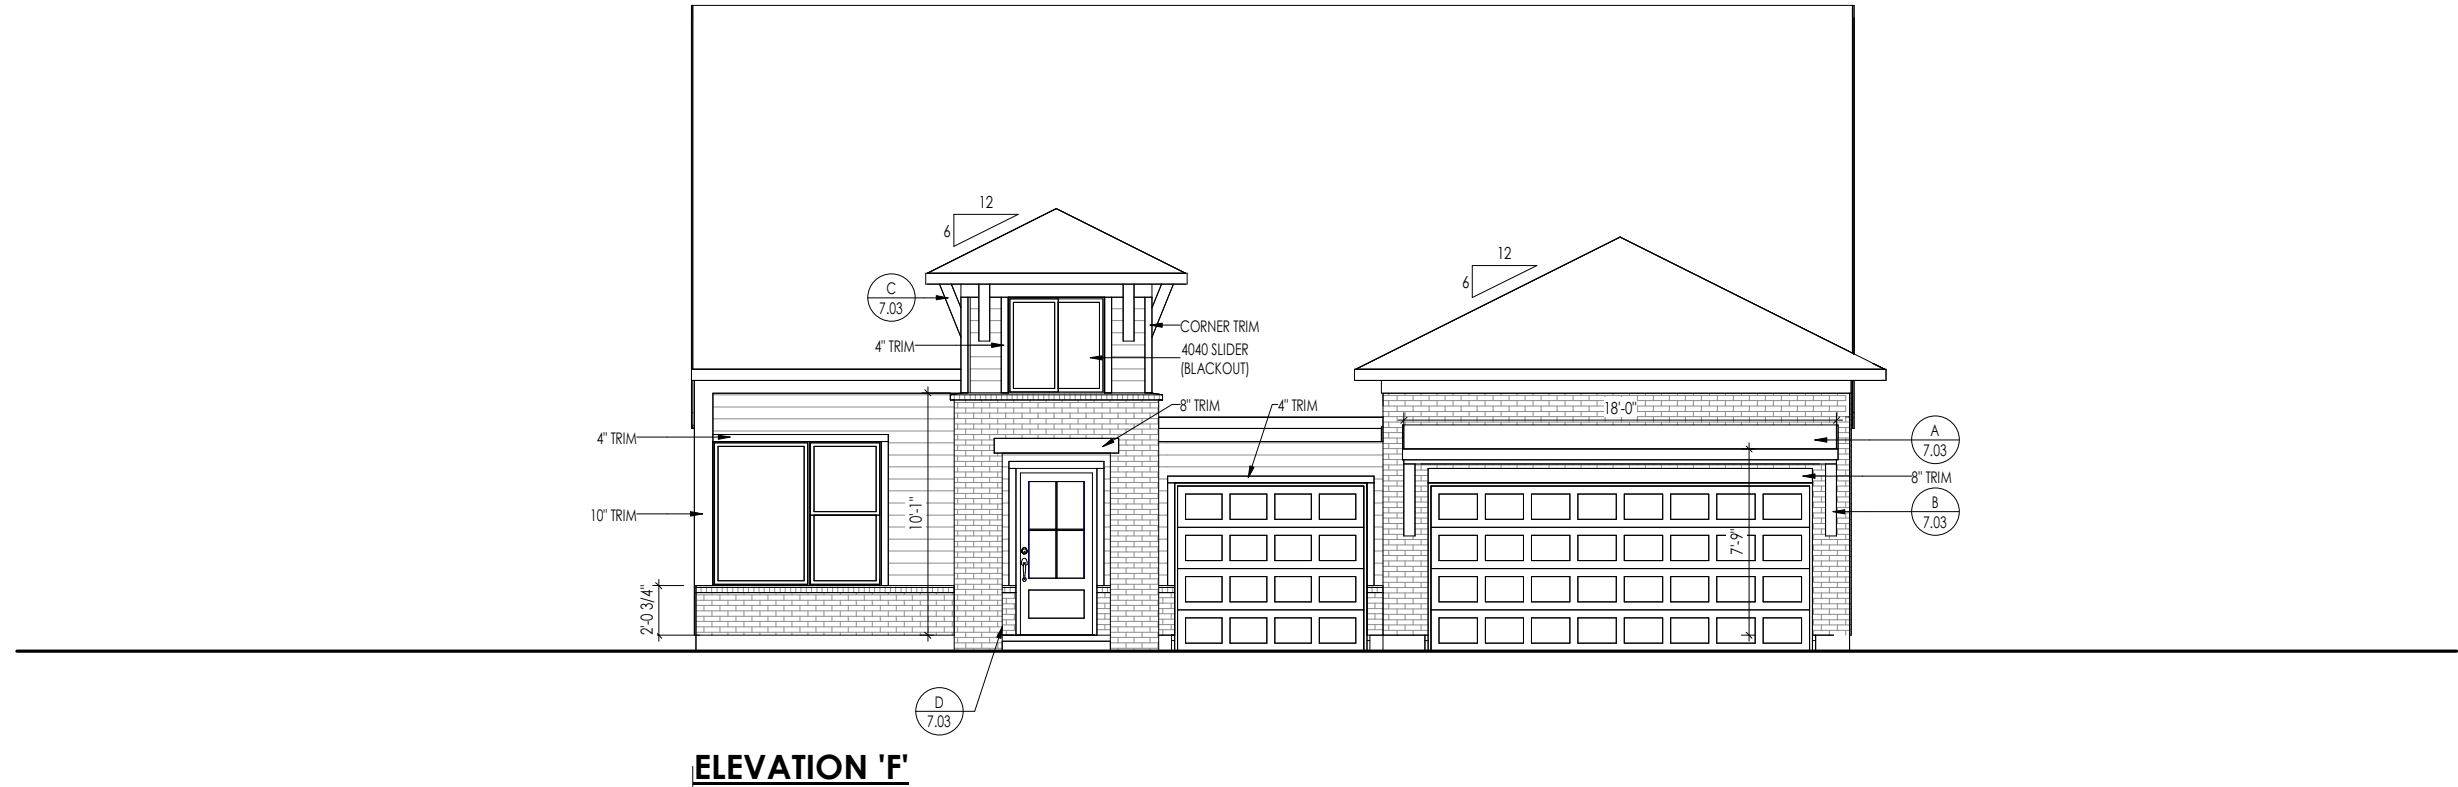 12
6
12
6
C
7.03
CORNER TRIM
4" TRIM
4040 SLIDER
(BLACKOUT)
8" TRIM
4" TRIM
18'-0"
4" TRIM
A
7.03
8" TRIM
10" TRIM
10'-1"
B
7.03
7'-9"
2'-0 3/4"
D
7.03
ELEVATION 'F'